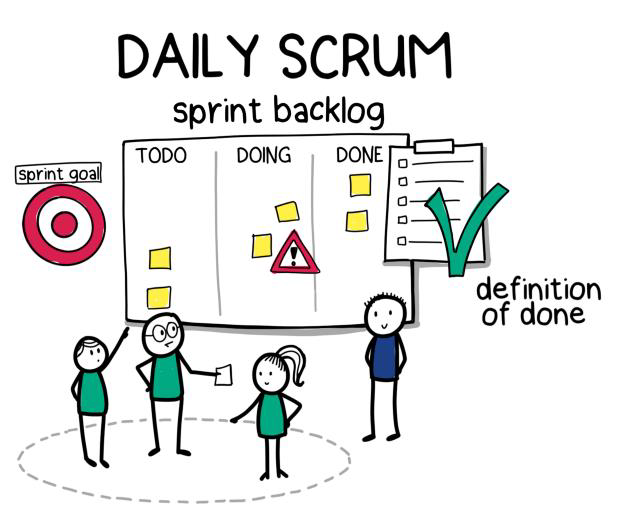 DAILY SCRUM
sprint backlog
TODO
DOING
DONE
sprint goal
!
definition
of done